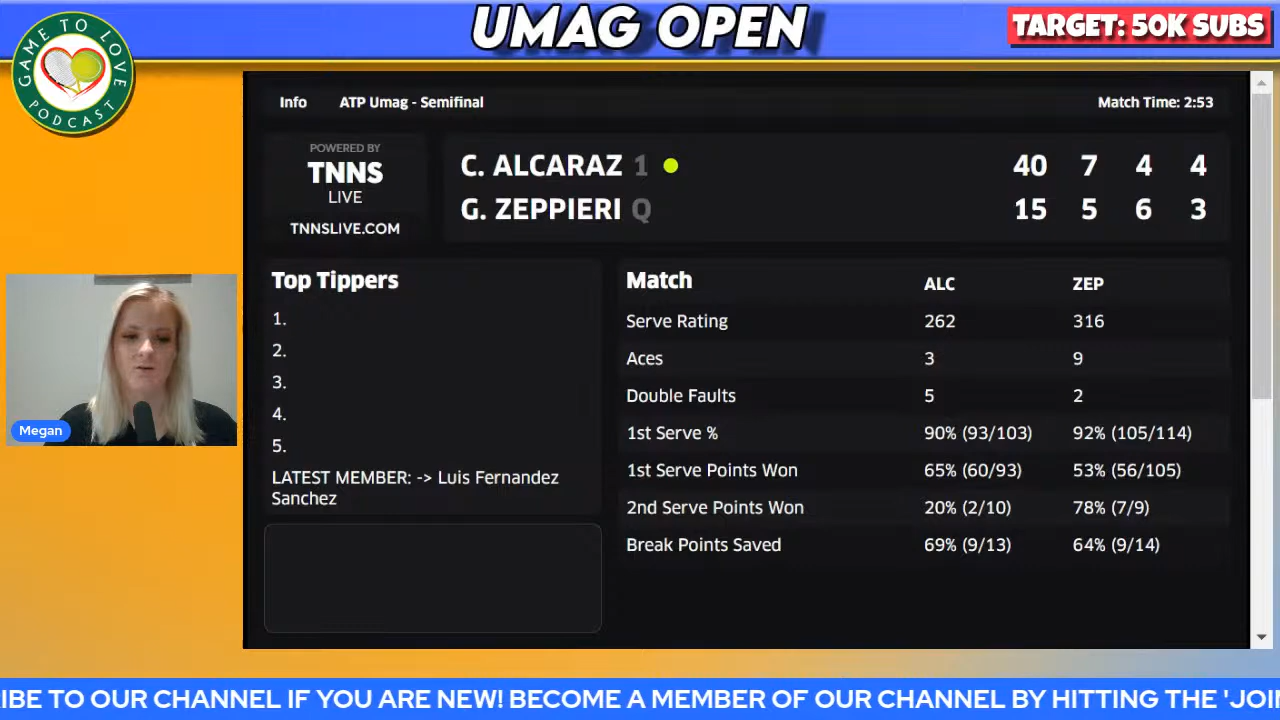 UMAG OPEN
TARGET: 50K SUBS
GAME TO LOVE
PODCAST
Info ATP Umag - Semifinal Match Time: 2:53
POWERED BY
TNNS
LIVE
TNNSLIVE.COM
C. ALCARAZ 1 40 7 4 4
G. ZEPPIERI Q 15 5 6 3
Top Tippers
1.
2.
3.
4.
5.
LATEST MEMBER: -> Luis Fernandez
Sanchez
Match ALC ZEP
Serve Rating 262 316
Aces 3 9
Double Faults 5 2
1st Serve % 90% (93/103) 92% (105/114)
1st Serve Points Won 65% (60/93) 53% (56/105)
2nd Serve Points Won 20% (2/10) 78% (7/9)
Break Points Saved 69% (9/13) 64% (9/14)
Megan
IBE TO OUR CHANNEL IF YOU ARE NEW! BECOME A MEMBER OF OUR CHANNEL BY HITTING THE 'JOI